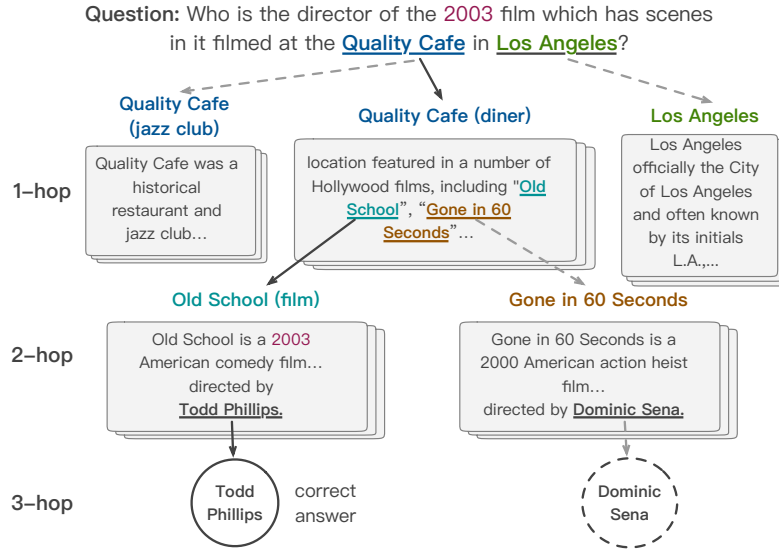 Question: Who is the director of the 2003 film which has scenes
in it filmed at the Quality Cafe in Los Angeles?
Quality Cafe
(jazz club)
Quality Cafe (diner)
Los Angeles
1-hop
Quality Cafe was a
historical
restaurant and
jazz club...
location featured in a number of
Hollywood films, including "Old
School”, “Gone in 60
Seconds”...
Los Angeles
officially the City
of Los Angeles
and often known
by its initials
L.A.,...
Old School (film)
Gone in 60 Seconds
2-hop
Old School is a 2003
American comedy film...
directed by
Todd Phillips.
Gone in 60 Seconds is a
2000 American action heist
film...
directed by Dominic Sena.
3-hop
Todd
Phillips
correct
answer
Dominic
Sena